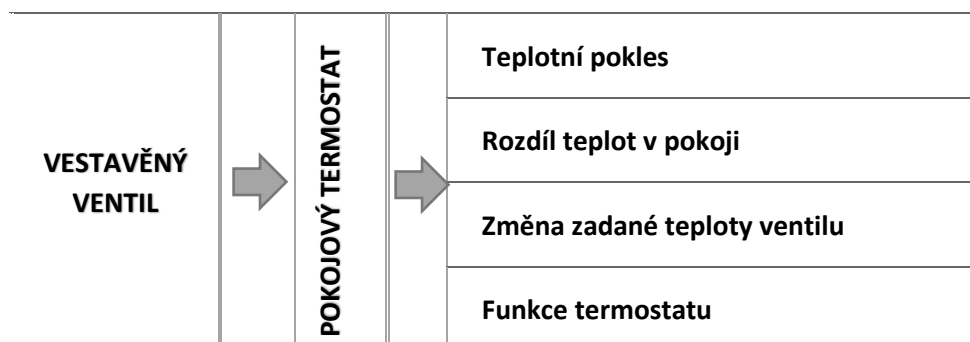 VESTAVĚNÝ
VENTIL
POKOJOVÝ TERMOSTAT
Teplotní pokles
Rozdíl teplot v pokoji
Změna zadané teploty ventilu
Funkce termostatu